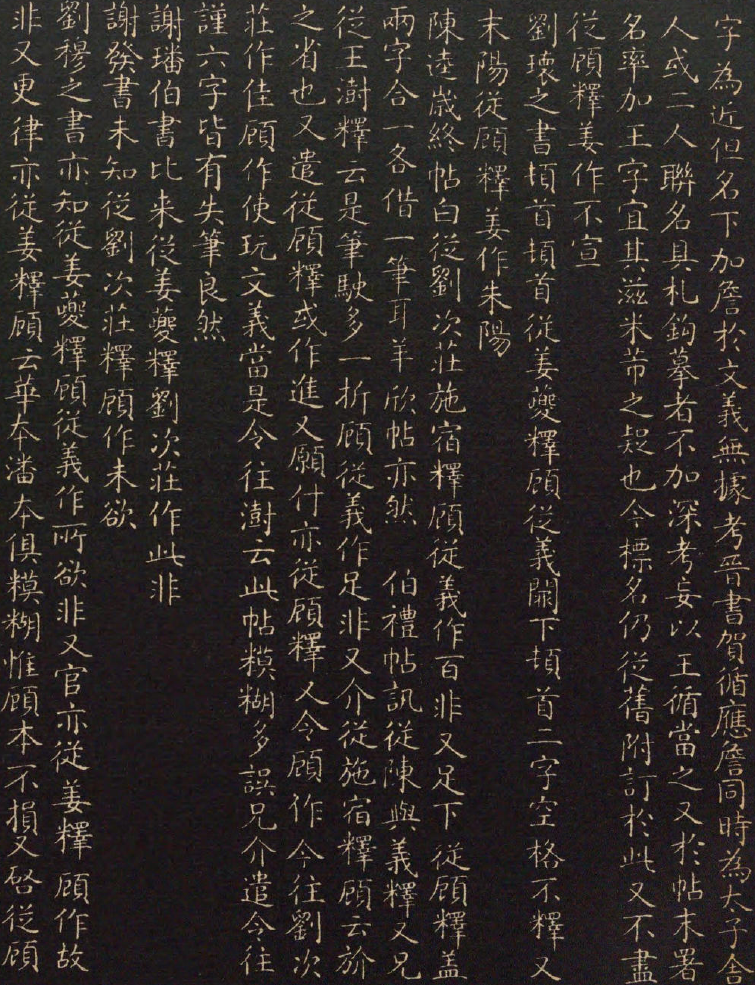 字為近但名下加詹於文義無據考晉書賀循應詹同時為太子舍
人或二人聯名具札鉤摹者不加深考妄以王循當之又於帖末署
名率加王字宜其滋米芾之疑也今標名仍從舊附訂於此又不盡
從顧釋姜作不宣
劉瓌之書頓首頓首從姜夔釋顧從義闕下頓首二字空格不釋又
末陽從顧釋姜作朱陽
陳逵歲終帖白從劉次莊施宿釋顧從義作百非又足下從顧釋蓋
兩字合一各借一筆耳羊欣帖亦然 伯禮帖訊從陳與義釋又兄
從王澍釋云是筆駛多一折顧從義作足非又介從施宿釋顧云於
之省也又遣從顧釋或作進又願什亦從顧釋又令顧作今往劉次
莊作佳顧作使玩文義當是令往澍云此帖糢糊多誤兄介遣令往
謹六字皆有失筆良然
謝璠伯書比來從姜夔釋劉次莊作此非
謝發書未知從劉次莊釋顧作未欲
劉穆之書亦知從姜夔釋顧從義作所欲非又官亦從姜釋顧作故
非又更律亦從姜釋顧云華本潘本俱糢糊惟顧本不損又啓從顧